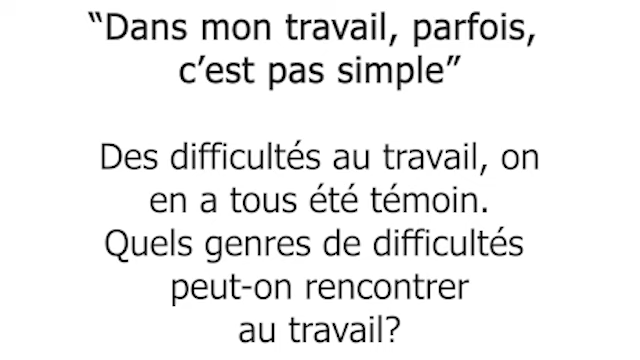 “Dans mon travail, parfois,
c’est pas simple”
Des difficultés au travail, on
en a tous été témoin.
Quels genres de difficultés
peut-on rencontrer
au travail?